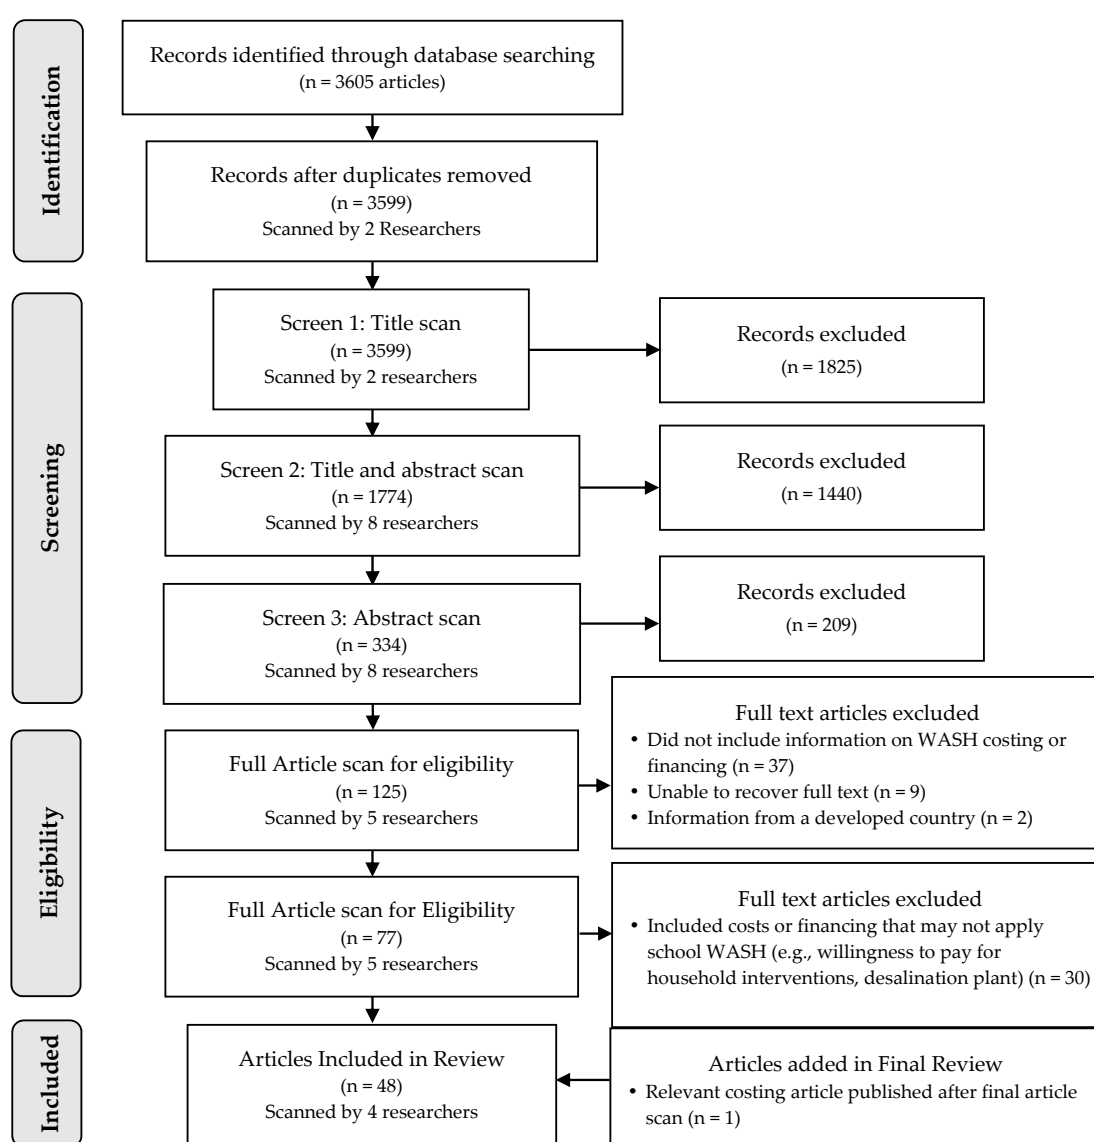 Identification
Records identified through database searching
(n = 3605 articles)
Records after duplicates removed
(n = 3599)
Scanned by 2 Researchers
Screening
Screen 1: Title scan
(n = 3599)
Scanned by 2 researchers
Records excluded
(n = 1825)
Screen 2: Title and abstract scan
(n = 1774)
Scanned by 8 researchers
Records excluded
(n = 1440)
Screen 3: Abstract scan
(n = 334)
Scanned by 8 researchers
Records excluded
(n = 209)
Eligibility
Full Article scan for eligibility
(n = 125)
Scanned by 5 researchers
Full text articles excluded
• Did not include information on WASH costing or
financing (n = 37)
• Unable to recover full text (n = 9)
• Information from a developed country (n = 2)
Full Article scan for Eligibility
(n = 77)
Scanned by 5 researchers
Full text articles excluded
• Included costs or financing that may not apply
school WASH (e.g., willingness to pay for
household interventions, desalination plant) (n = 30)
Included
Articles Included in Review
(n = 48)
Scanned by 4 researchers
Articles added in Final Review
• Relevant costing article published after final article
scan (n = 1)